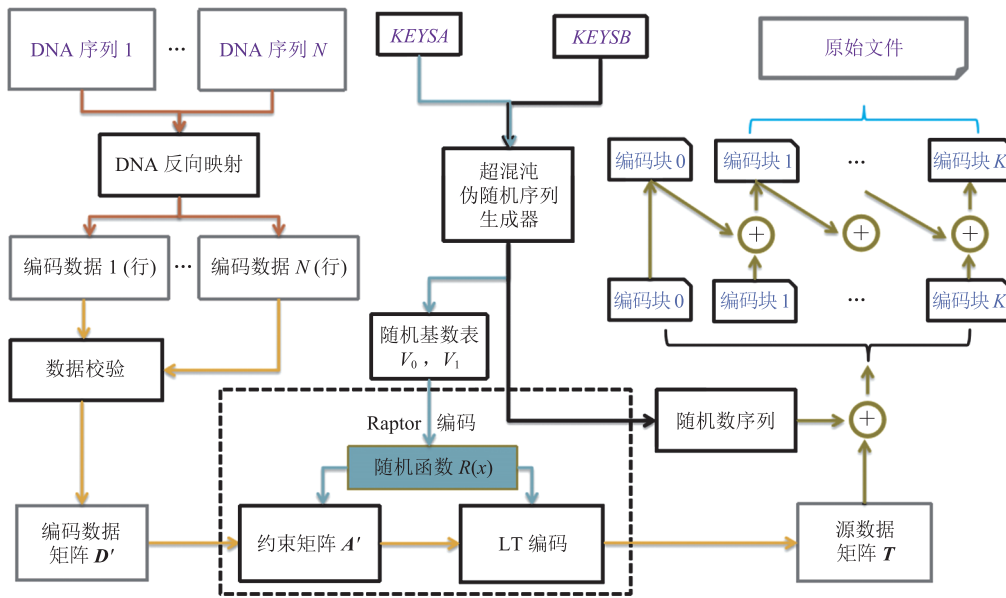 DNA 序列 1
···
DNA 序列 N
KEYSA
KEYSB
原始文件
DNA 反向映射
超混沌
伪随机序列
生成器
编码块 0
编码块 1
···
编码块 K
+
+
+
编码数据 1 (行)
···
编码数据 N (行)
编码块 0
编码块 1
···
编码块 K
随机基数表
V₀ ， V₁
数据校验
Raptor 编码
随机数序列
+
随机函数 R(x)
编码数据
矩阵 D′
约束矩阵 A′
LT 编码
源数据
矩阵 T